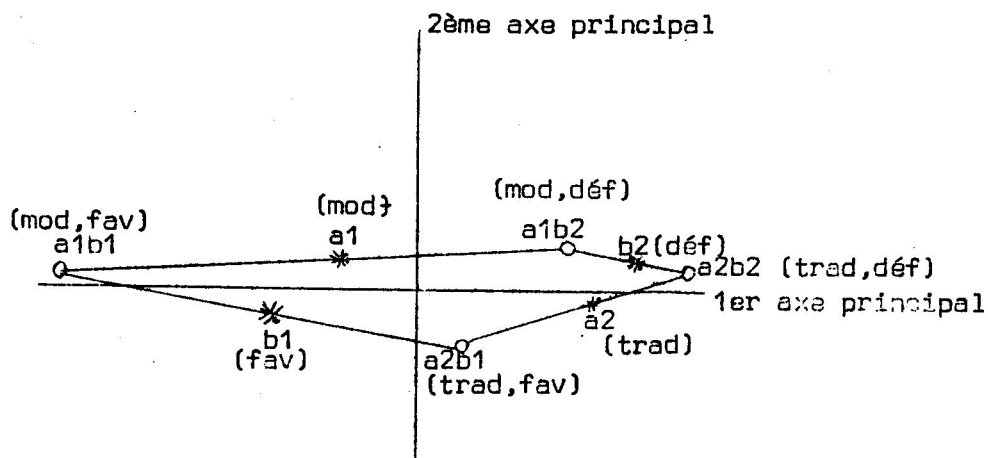 2ème axe principal
(mod,déf)
(mod}
(mod,fav)
a1b1
a1
a1b2
b2(déf)
a2b2 (trad,déf)
1er axe principal
b1
(fav)
a2b1
(trad,fav)
a2
(trad)